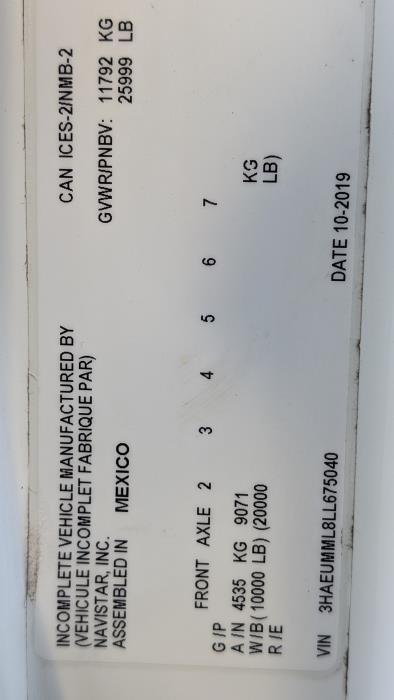 INCOMPLETE VEHICLE MANUFACTURED BY
(VEHICULE INCOMPLET FABRIQUE PAR) CAN ICES-2/NMB-2
NAVISTAR, INC. GVWR/PNBV: 11792 KG
ASSEMBLED IN MEXICO 25999 LB
FRONT AXLE 2 3 4 5 6 7
G/P
A/N 4535 KG 9071 KG
W/B (10000 LB) (20000 LB)
R/E
VIN 3HAEUMML8LL675040 DATE 10-2019